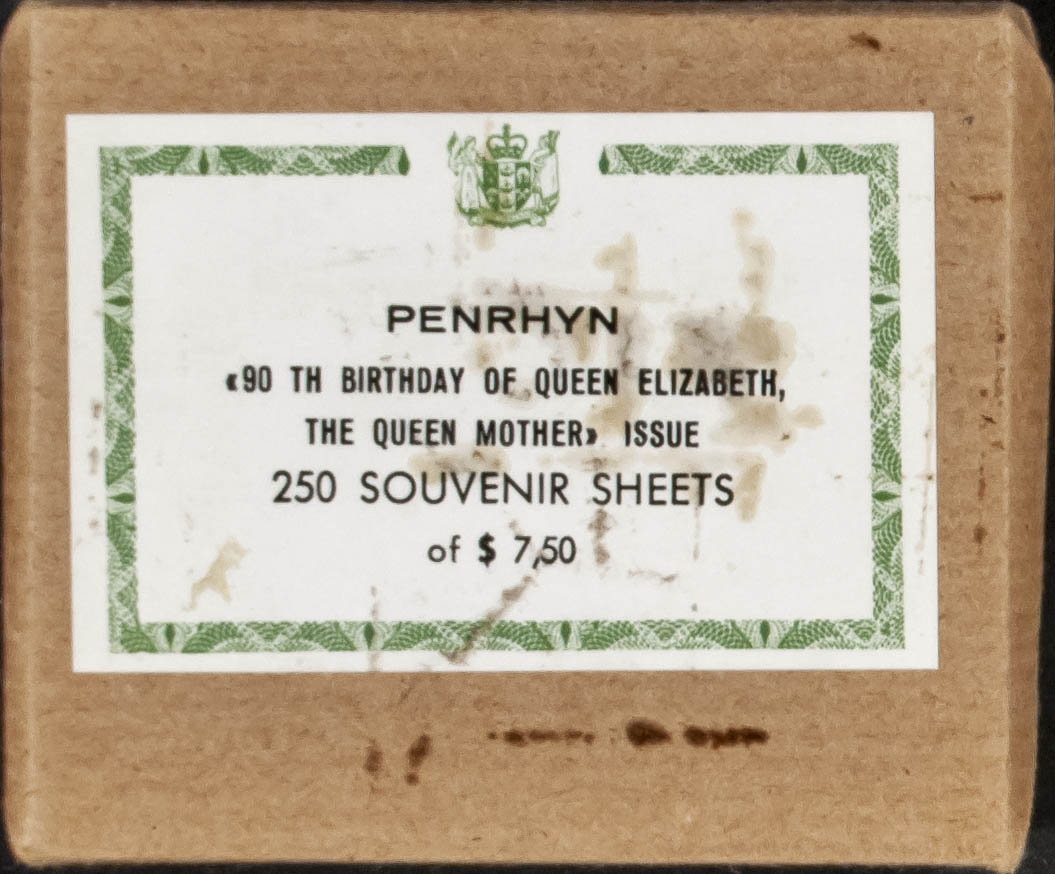 PENRHYN
«90 TH BIRTHDAY OF QUEEN ELIZABETH,
THE QUEEN MOTHER» ISSUE
250 SOUVENIR SHEETS
of $ 7,50